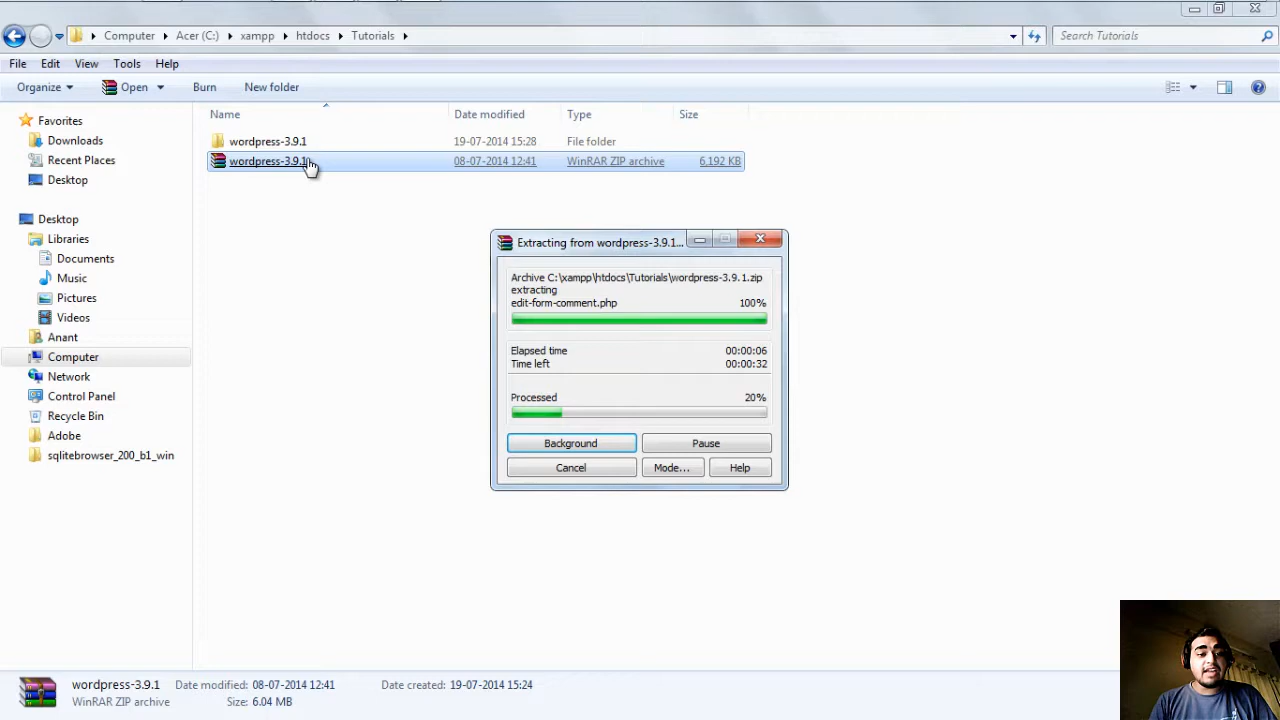 Computer Acer (C:) xampp htdocs Tutorials
Search Tutorials
File Edit View Tools Help
Organize Open Burn New folder
Name Date modified Type Size
Favorites
Downloads
Recent Places
Desktop
Desktop
Libraries
Documents
Music
Pictures
Videos
Anant
Computer
Network
Control Panel
Recycle Bin
Adobe
sqlitebrowser_200_b1_win
wordpress-3.9.1 19-07-2014 15:28 File folder
wordpress-3.9.1 08-07-2014 12:41 WinRAR ZIP archive 6,192 KB
Extracting from wordpress-3.9.1...
Archive C:\xampp\htdocs\Tutorials\wordpress-3.9.1.zip
extracting
edit-form-comment.php 100%
Elapsed time 00:00:06
Time left 00:00:32
Processed 20%
Background Pause
Cancel Mode... Help
wordpress-3.9.1 Date modified: 08-07-2014 12:41 Date created: 19-07-2014 15:24
WinRAR ZIP archive Size: 6.04 MB